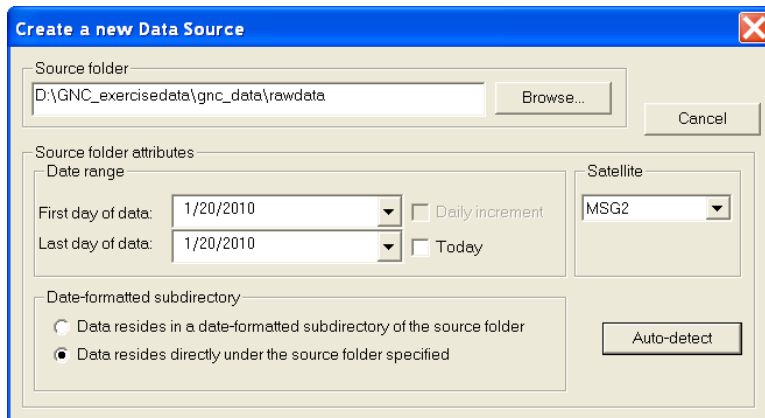 Create a new Data Source
Source folder
D:\GNC_exercisedata\gnc_data\rawdata
Browse...
Cancel
Source folder attributes
Date range
Satellite
First day of data: 1/20/2010 Daily increment
MSG2
Last day of data: 1/20/2010 Today
Date-formatted subdirectory
Data resides in a date-formatted subdirectory of the source folder
Data resides directly under the source folder specified
Auto-detect